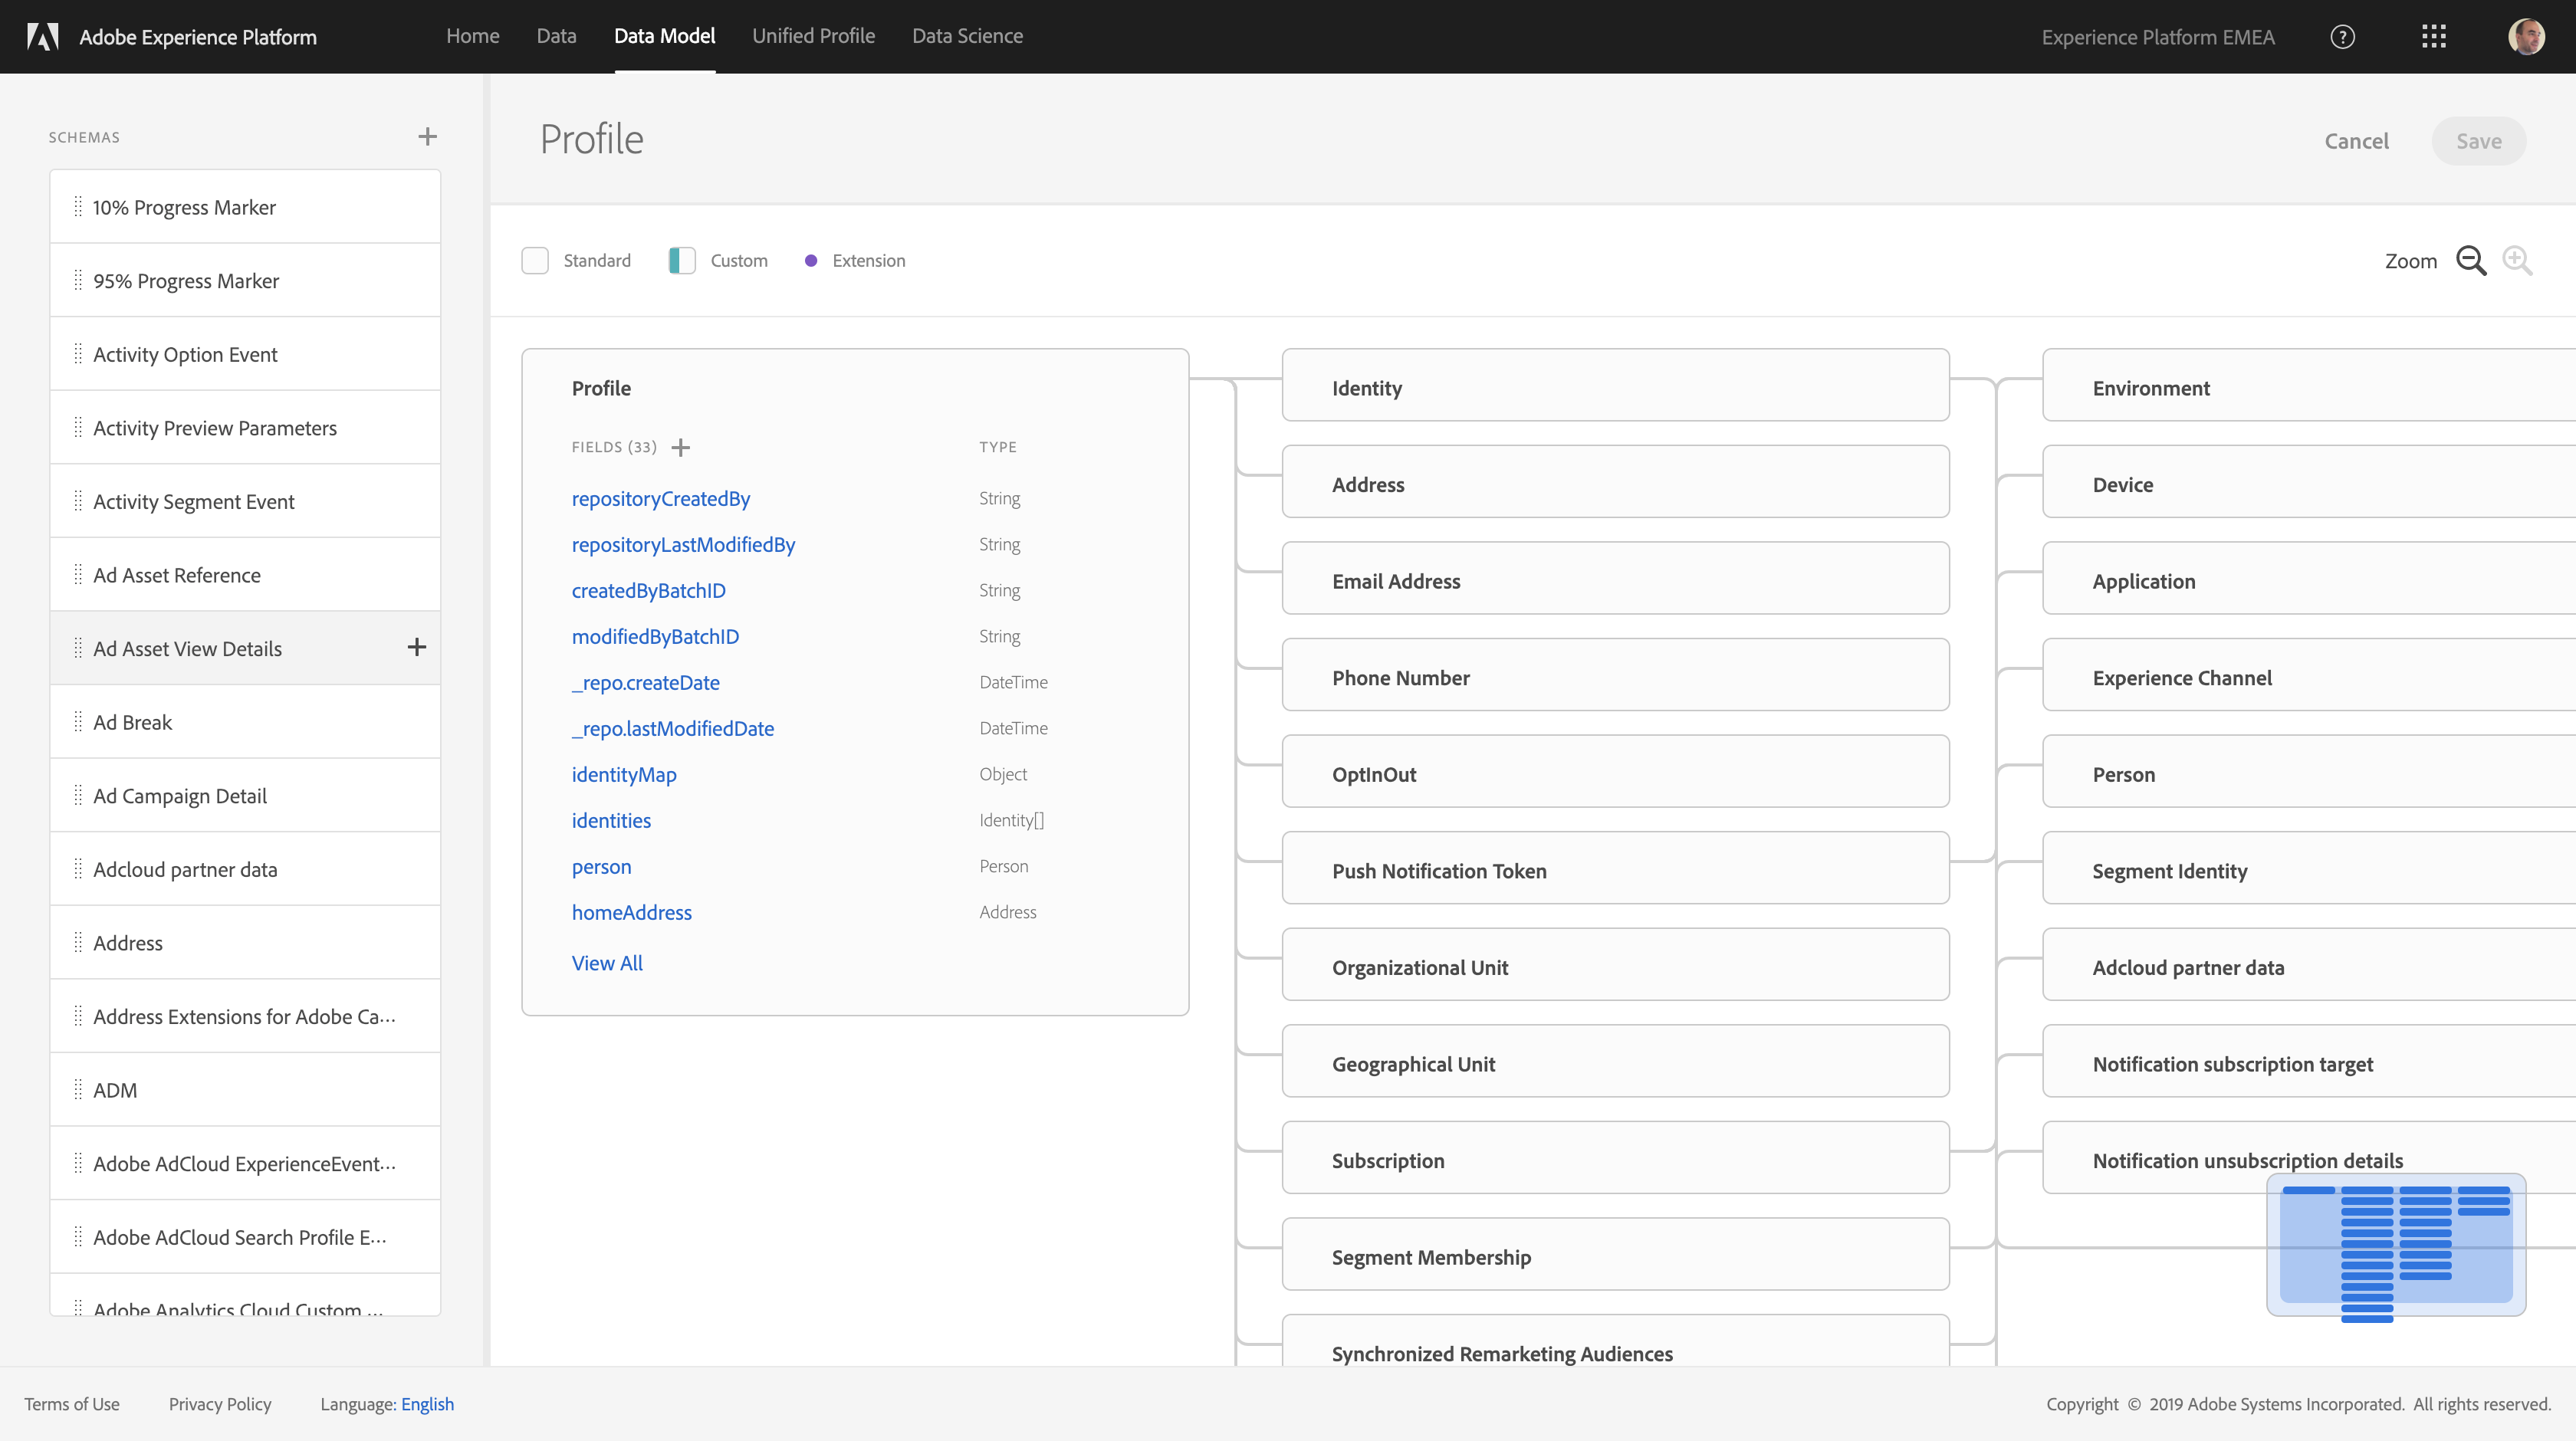 Adobe Experience Platform
Home
Data
Data Model
Unified Profile
Data Science
Experience Platform EMEA
SCHEMAS
10% Progress Marker
95% Progress Marker
Activity Option Event
Activity Preview Parameters
Activity Segment Event
Ad Asset Reference
Ad Asset View Details
Ad Break
Ad Campaign Detail
Adcloud partner data
Address
Address Extensions for Adobe Ca...
ADM
Adobe AdCloud ExperienceEvent...
Adobe AdCloud Search Profile E...
Adobe Analytics Cloud Custom ...
Profile
Cancel
Save
Standard
Custom
Extension
Zoom
Profile
FIELDS (33)
TYPE
repositoryCreatedBy String
repositoryLastModifiedBy String
createdByBatchID String
modifiedByBatchID String
_repo.createDate DateTime
_repo.lastModifiedDate DateTime
identityMap Object
identities Identity[]
person Person
homeAddress Address
View All
Identity
Address
Email Address
Phone Number
OptInOut
Push Notification Token
Organizational Unit
Geographical Unit
Subscription
Segment Membership
Synchronized Remarketing Audiences
Environment
Device
Application
Experience Channel
Person
Segment Identity
Adcloud partner data
Notification subscription target
Notification unsubscription details
Terms of Use
Privacy Policy
Language: English
Copyright © 2019 Adobe Systems Incorporated. All rights reserved.